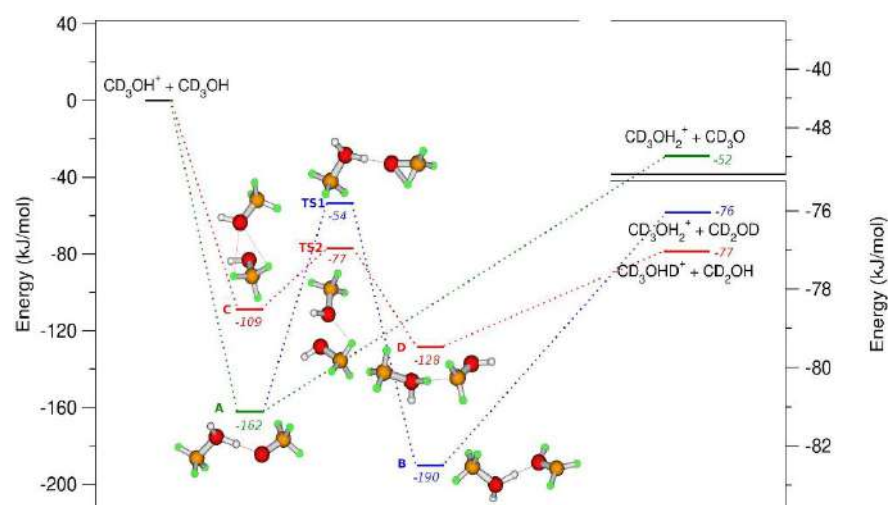 40
0
-40
-80
-120
-160
-200
Energy (kJ/mol)
CD₃OH⁺ + CD₃OH
TS1
-54
TS2
-77
C
-109
A
-162
D
-128
B
-190
CD₃OH₂⁺ + CD₃O
-52
-76
CD₃OH₂⁺ + CD₂OD
-77
CD₃OHD⁺ + CD₂OH
-40
-48
-76
-78
-80
-82
Energy (kJ/mol)